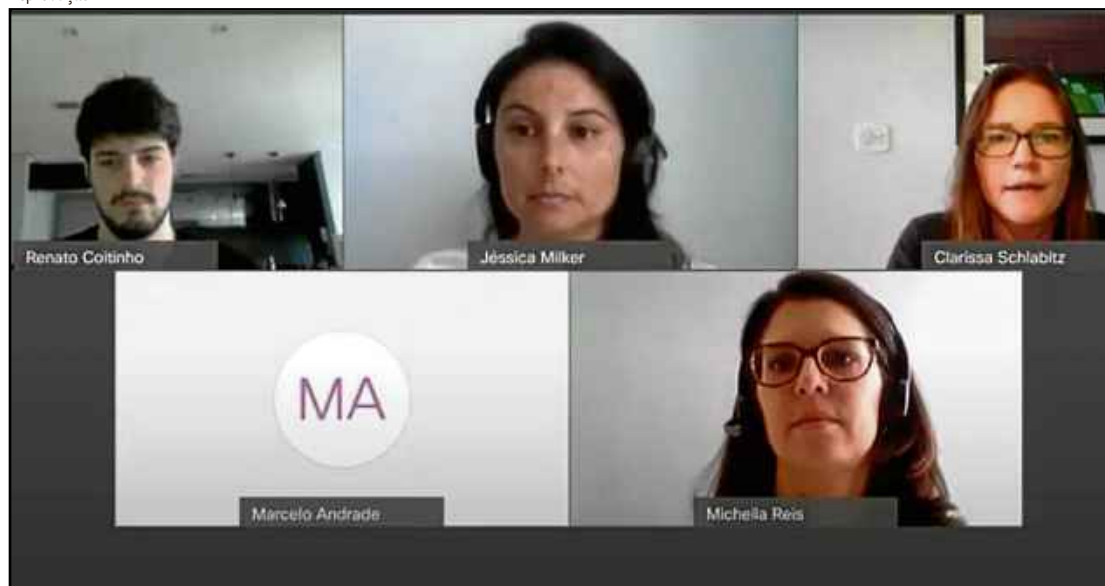 Renato Coitinho
Jéssica Milker
Clarissa Schlabitz
MA
Marcelo Andrade
Michella Reis